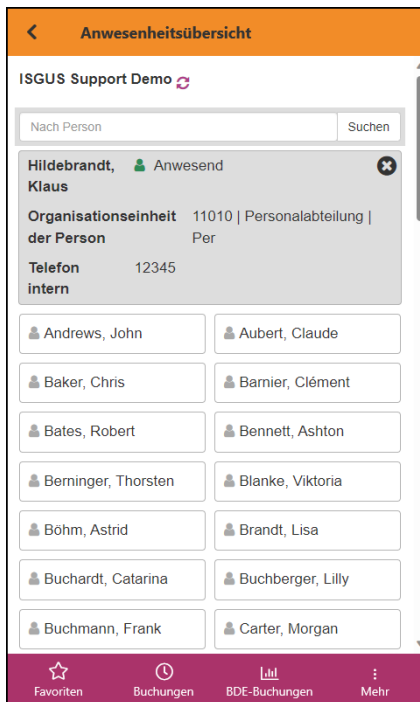 Anwesenheitsübersicht
ISGUS Support Demo
Nach Person Suchen
Hildebrandt, Klaus Anwesend
Organisationseinheit der Person 11010 | Personalabteilung | Per
Telefon intern 12345
Andrews, John
Aubert, Claude
Baker, Chris
Barnier, Clément
Bates, Robert
Bennett, Ashton
Berninger, Thorsten
Blanke, Viktoria
Böhm, Astrid
Brandt, Lisa
Buchardt, Catarina
Buchberger, Lilly
Buchmann, Frank
Carter, Morgan
Favoriten
Buchungen
BDE-Buchungen
Mehr